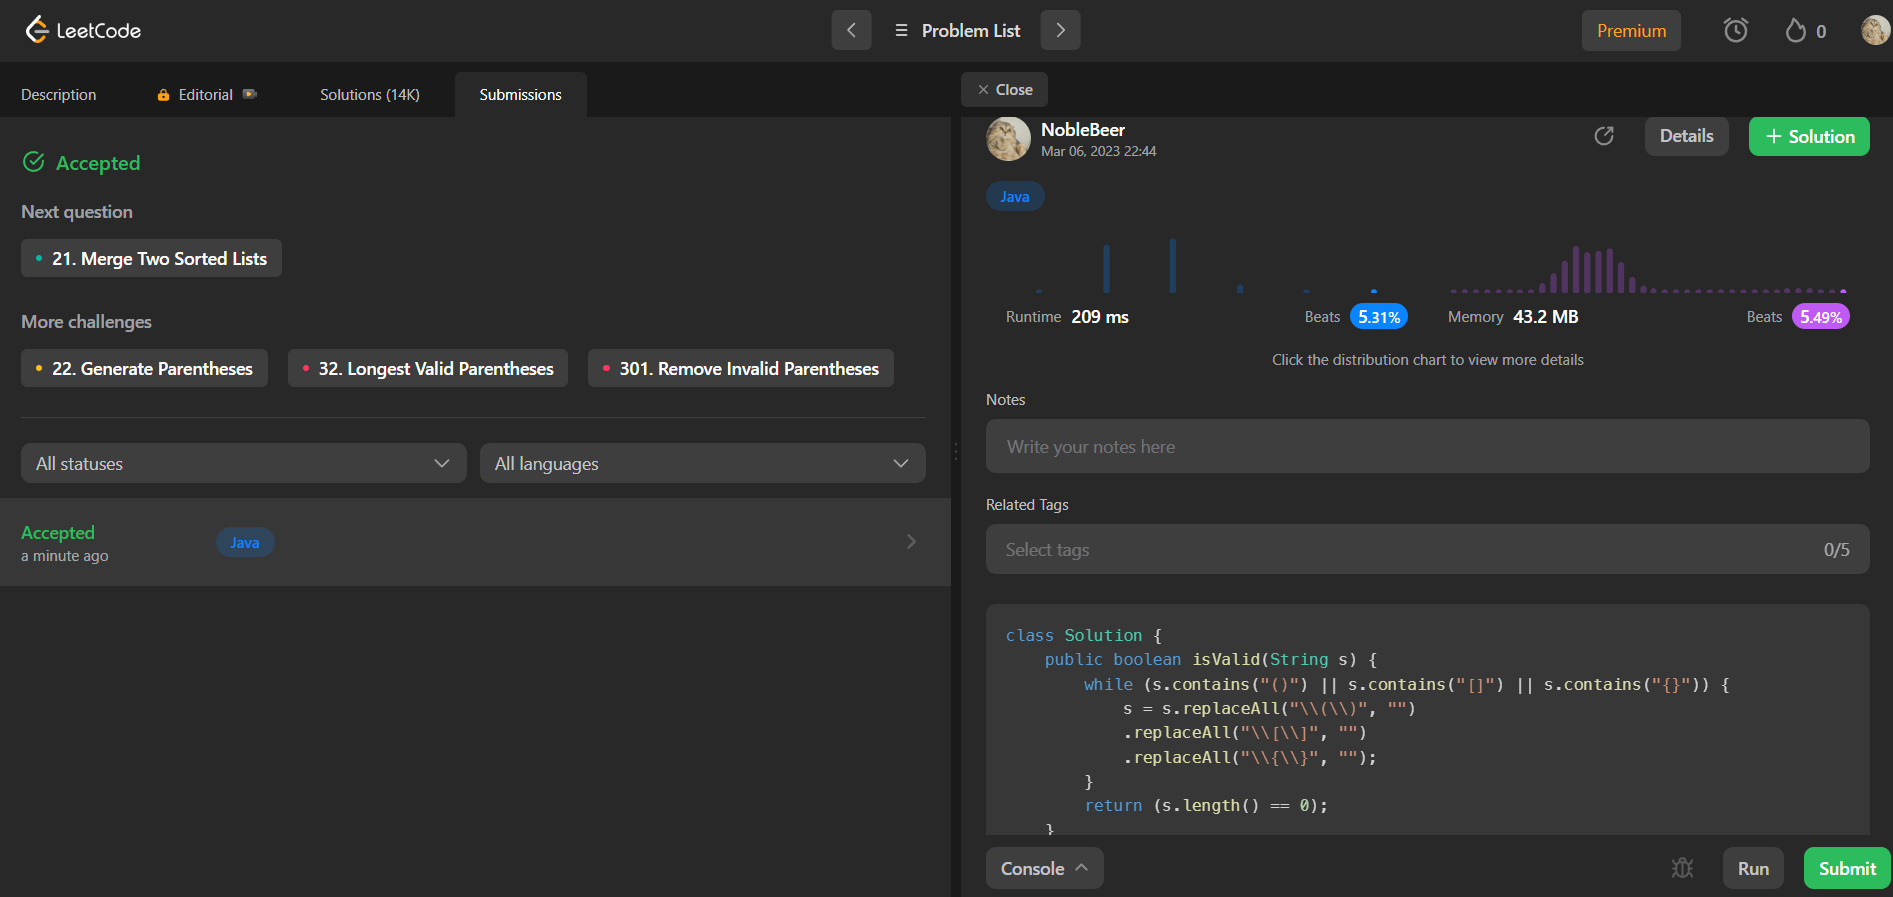 LeetCode
Problem List
Premium
0
Description
Editorial
Solutions (14K)
Submissions
Accepted
Next question
21. Merge Two Sorted Lists
More challenges
22. Generate Parentheses
32. Longest Valid Parentheses
301. Remove Invalid Parentheses
All statuses
All languages
Accepted
a minute ago
Java
Close
NobleBeer
Mar 06, 2023 22:44
Details
+ Solution
Java
Runtime 209 ms
Beats 5.31%
Memory 43.2 MB
Beats 5.49%
Click the distribution chart to view more details
Notes
Write your notes here
Related Tags
Select tags
0/5
class Solution {
    public boolean isValid(String s) {
        while (s.contains("()") || s.contains("[]") || s.contains("{}")) {
            s = s.replaceAll("\\(\\)", "")
            .replaceAll("\\[\\]", "")
            .replaceAll("\\{\\}", "");
        }
        return (s.length() == 0);
    }
Console
Run
Submit